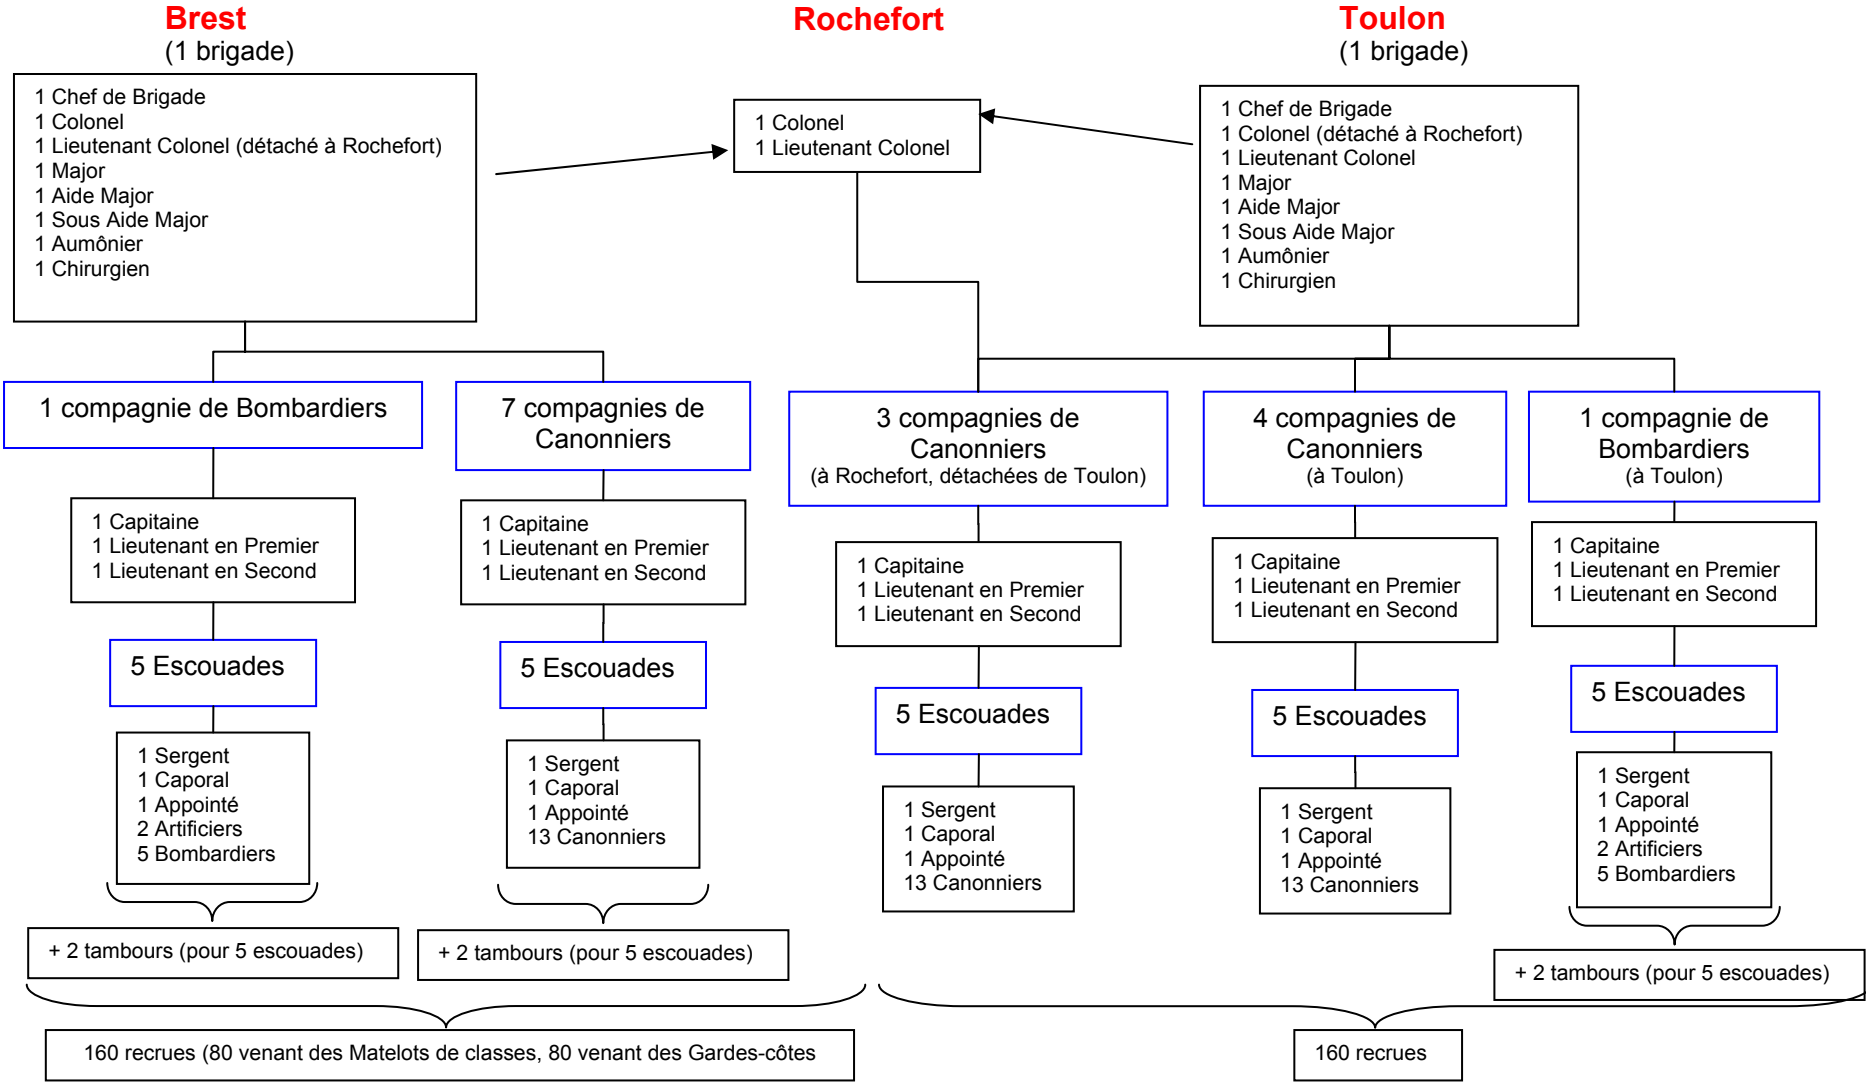 Brest
(1 brigade)
Rochefort
Toulon
(1 brigade)
1 Chef de Brigade
1 Colonel
1 Lieutenant Colonel (détaché à Rochefort)
1 Major
1 Aide Major
1 Sous Aide Major
1 Aumônier
1 Chirurgien
1 Colonel
1 Lieutenant Colonel
1 Chef de Brigade
1 Colonel (détaché à Rochefort)
1 Lieutenant Colonel
1 Major
1 Aide Major
1 Sous Aide Major
1 Aumônier
1 Chirurgien
1 compagnie de Bombardiers
7 compagnies de
Canonniers
3 compagnies de
Canonniers
(à Rochefort, détachées de Toulon)
4 compagnies de
Canonniers
(à Toulon)
1 compagnie de
Bombardiers
(à Toulon)
1 Capitaine
1 Lieutenant en Premier
1 Lieutenant en Second
1 Capitaine
1 Lieutenant en Premier
1 Lieutenant en Second
1 Capitaine
1 Lieutenant en Premier
1 Lieutenant en Second
1 Capitaine
1 Lieutenant en Premier
1 Lieutenant en Second
1 Capitaine
1 Lieutenant en Premier
1 Lieutenant en Second
5 Escouades
5 Escouades
5 Escouades
5 Escouades
5 Escouades
1 Sergent
1 Caporal
1 Appointé
2 Artificiers
5 Bombardiers
1 Sergent
1 Caporal
1 Appointé
13 Canonniers
1 Sergent
1 Caporal
1 Appointé
13 Canonniers
1 Sergent
1 Caporal
1 Appointé
13 Canonniers
1 Sergent
1 Caporal
1 Appointé
2 Artificiers
5 Bombardiers
+ 2 tambours (pour 5 escouades)
+ 2 tambours (pour 5 escouades)
+ 2 tambours (pour 5 escouades)
160 recrues (80 venant des Matelots de classes, 80 venant des Gardes-côtes
160 recrues